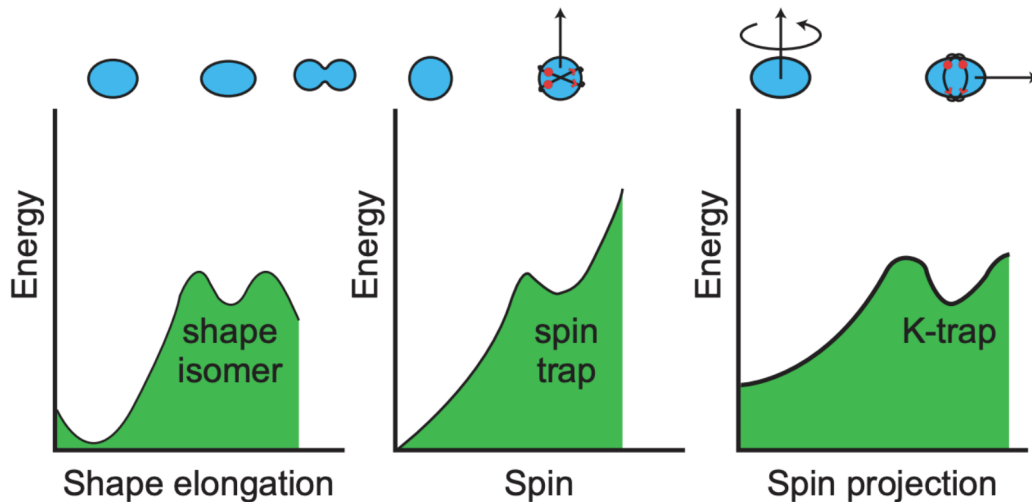 Energy
shape
isomer
Shape elongation
Energy
spin
trap
Spin
Energy
K-trap
Spin projection